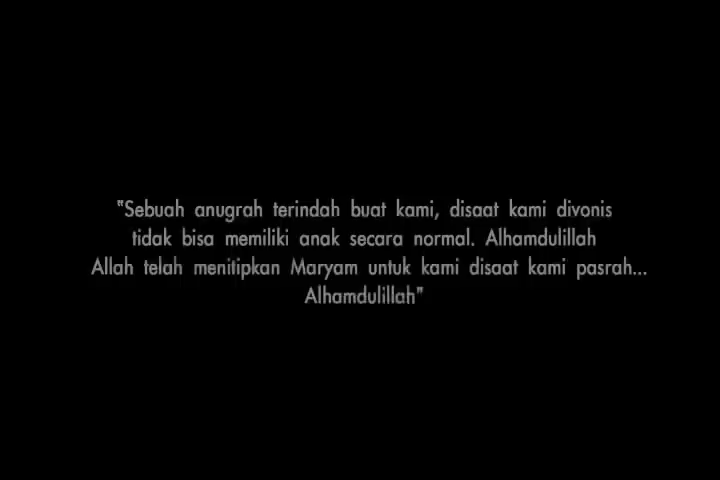 "Sebuah anugrah terindah buat kami, disaat kami divonis
tidak bisa memiliki anak secara normal. Alhamdulillah
Allah telah menitipkan Maryam untuk kami disaat kami pasrah...
Alhamdulillah"